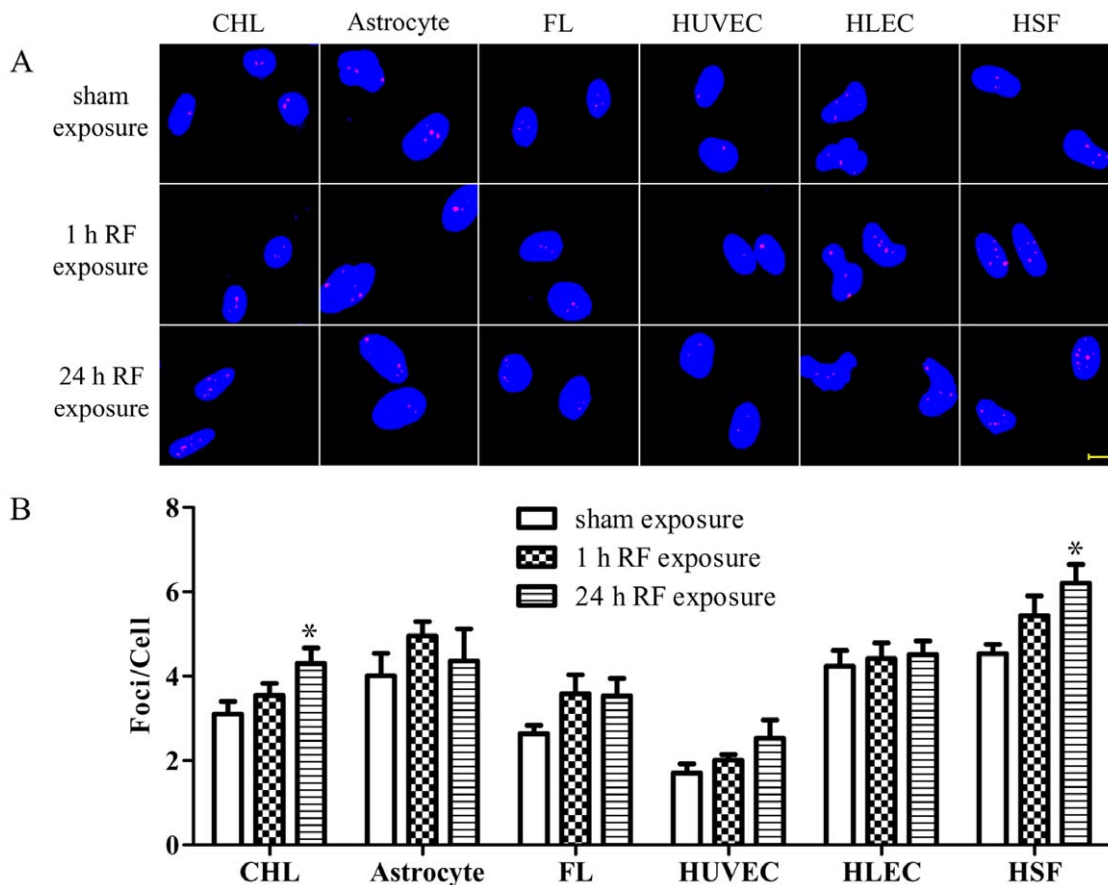 CHL Astrocyte FL HUVEC HLEC HSF
A
sham
exposure
1 h RF
exposure
24 h RF
exposure
B
8
6
4
2
0
Foci/Cell
sham exposure
1 h RF exposure
24 h RF exposure
*
*
CHL Astrocyte FL HUVEC HLEC HSF